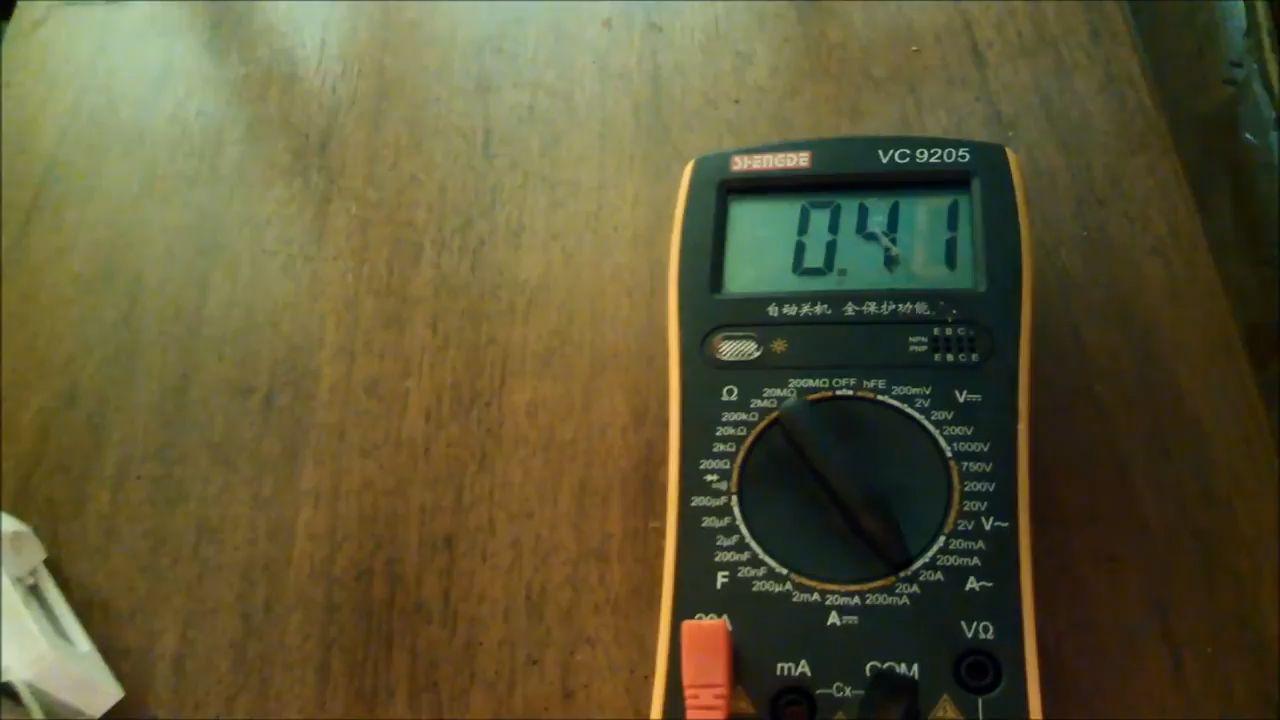 SHENGDE VC 9205
0.41
自动关机 全保护功能
E B C E
NPN
PNP
E B C E
Ω 20MΩ 200MΩ OFF hFE 200mV V⎓
2MΩ 2V
200kΩ 20V
20kΩ 200V
2kΩ 1000V
200Ω 750V
200V
200µF 20V
20µF 2V V~
2µF 20mA
200nF 200mA
F 20nF 20A A~
200µA 2mA 20mA 200mA 20A
A⎓
20A VΩ
mA COM
Cx